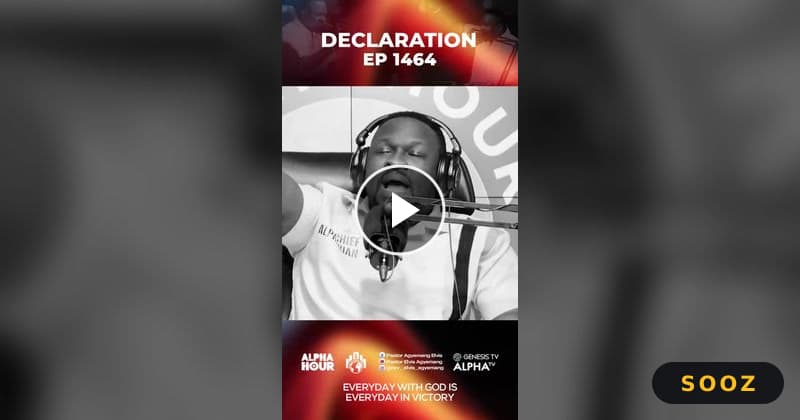 DECLARATION
EP 1464
HOUR
ALPHA
HOUR
Pastor Agyemang Elvis
Pastor Elvis Agyemang
GENESIS TV
ALPHA TV
EVERYDAY WITH GOD IS
EVERYDAY IN VICTORY
SOOZ